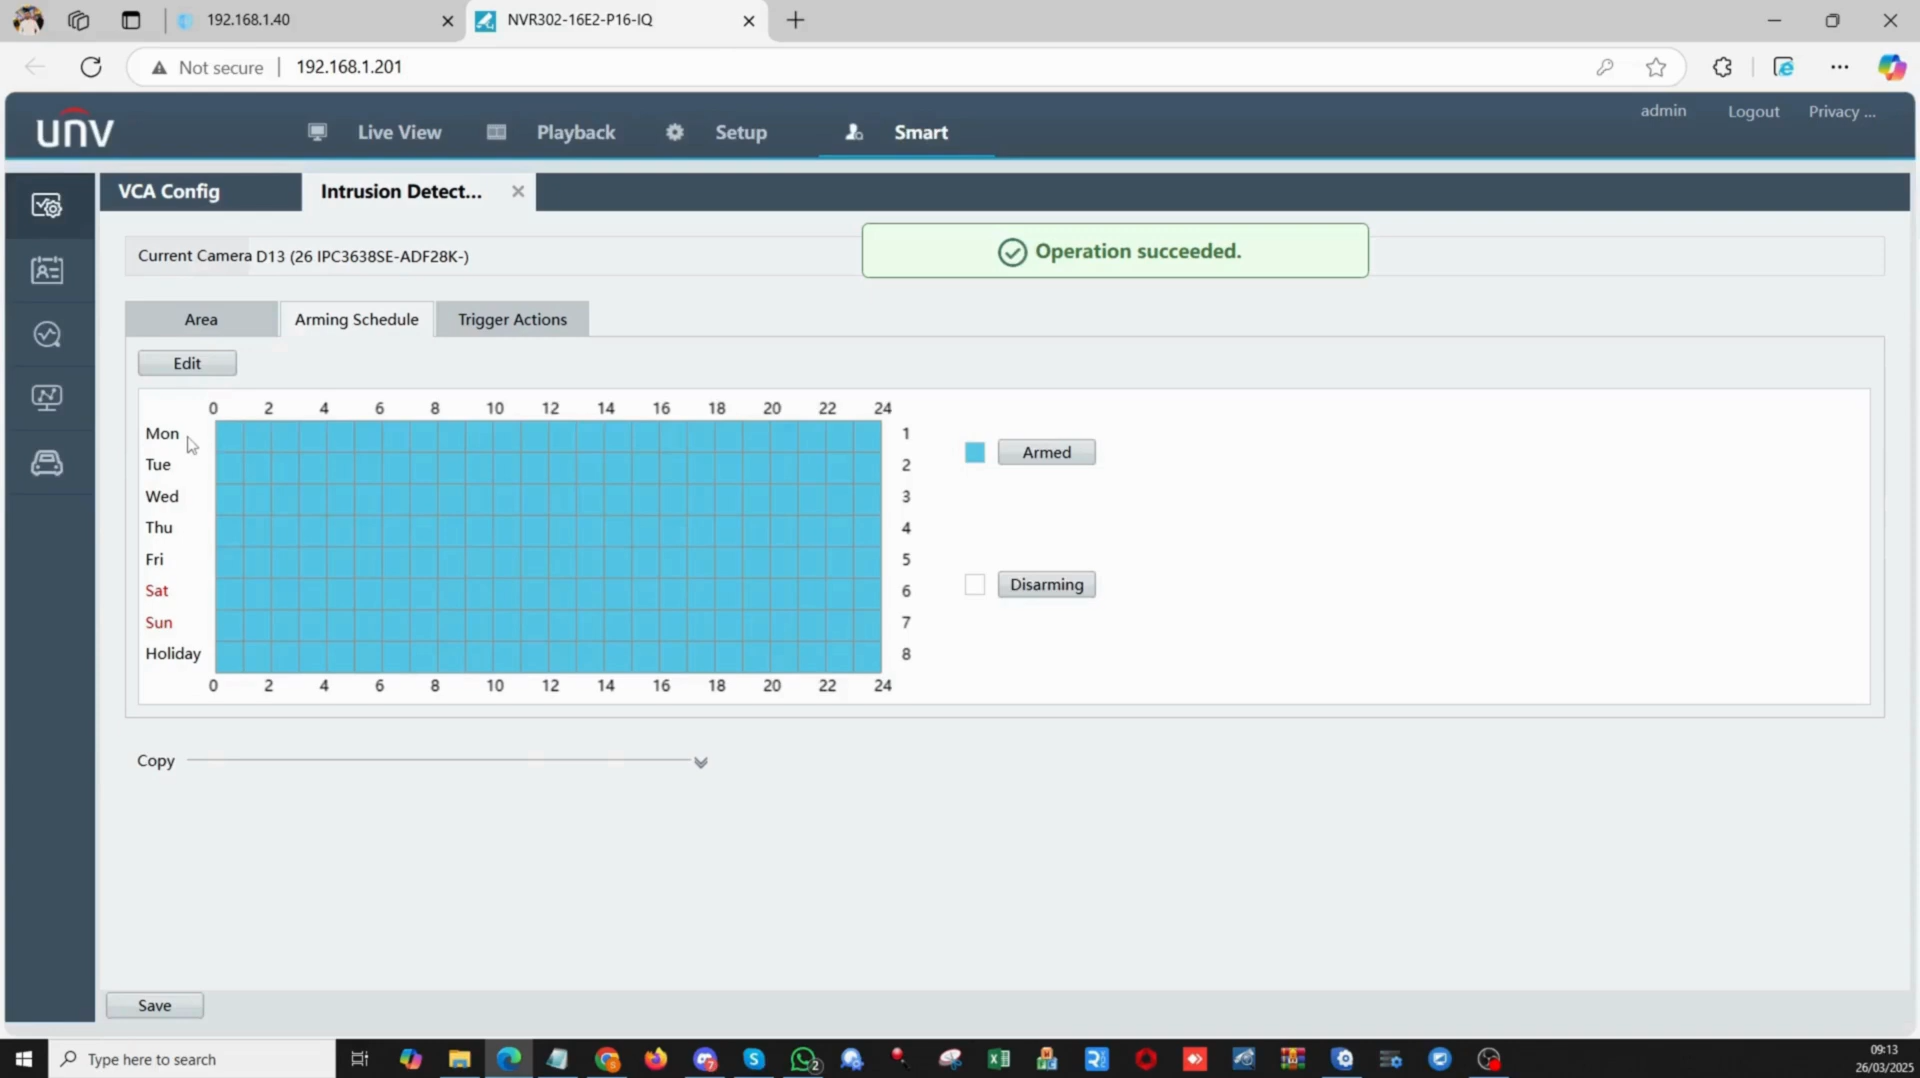 192.168.1.40
NVR302-16E2-P16-IQ
Not secure
192.168.1.201
admin
Logout
Privacy ...
unv
Live View
Playback
Setup
Smart
VCA Config
Intrusion Detect...
Current Camera D13 (26 IPC3638SE-ADF28K-)
Operation succeeded.
Area
Arming Schedule
Trigger Actions
Edit
0 2 4 6 8 10 12 14 16 18 20 22 24
Mon 1
Tue 2
Wed 3
Thu 4
Fri 5
Sat 6
Sun 7
Holiday 8
0 2 4 6 8 10 12 14 16 18 20 22 24
Armed
Disarming
Copy
Save
Type here to search
09:13
26/03/2025